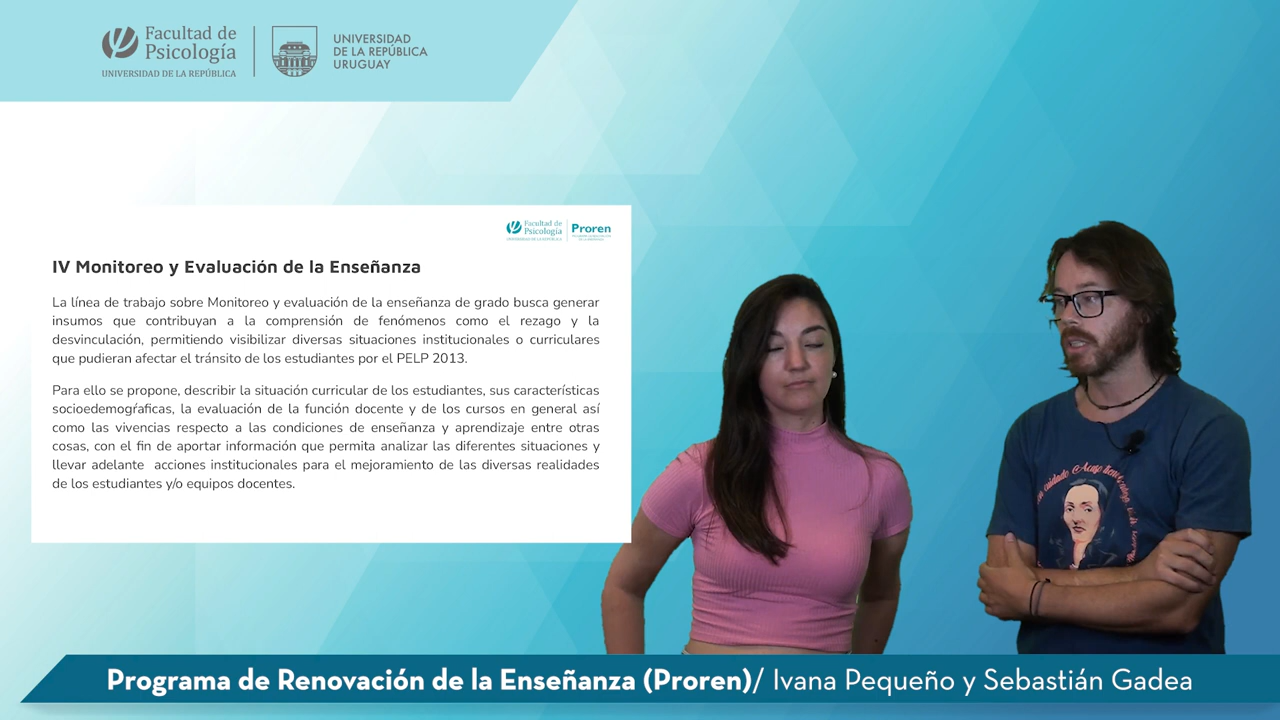 Facultad de
Psicología
UNIVERSIDAD DE LA REPÚBLICA
UNIVERSIDAD
DE LA REPÚBLICA
URUGUAY
Facultad de
Psicología
UNIVERSIDAD DE LA REPÚBLICA
Proren
IV Monitoreo y Evaluación de la Enseñanza
La línea de trabajo sobre Monitoreo y evaluación de la enseñanza de grado busca generar
insumos que contribuyan a la comprensión de fenómenos como el rezago y la
desvinculación, permitiendo visibilizar diversas situaciones institucionales o curriculares
que pudieran afectar el tránsito de los estudiantes por el PELP 2013.
Para ello se propone, describir la situación curricular de los estudiantes, sus características
socioedemográficas, la evaluación de la función docente y de los cursos en general así
como las vivencias respecto a las condiciones de enseñanza y aprendizaje entre otras
cosas, con el fin de aportar información que permita analizar las diferentes situaciones y
llevar adelante acciones institucionales para el mejoramiento de las diversas realidades
de los estudiantes y/o equipos docentes.
cuidado Acaso
Programa de Renovación de la Enseñanza (Proren)/ Ivana Pequeño y Sebastián Gadea